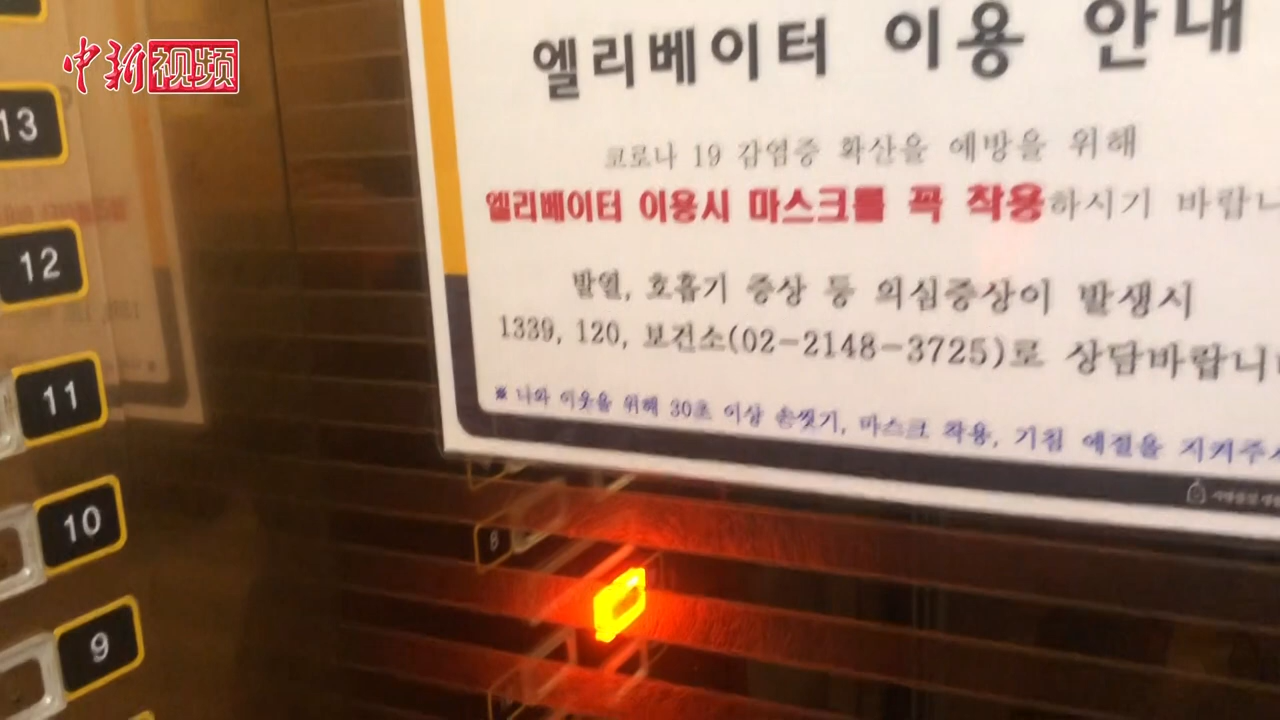 中新视频
엘리베이터 이용 안내
코로나 19 감염증 확산을 예방을 위해
엘리베이터 이용시 마스크를 꼭 착용하시기 바랍니
발열, 호흡기 증상 등 의심증상이 발생시
1339, 120, 보건소(02-2148-3725)로 상담바랍니
※ 나와 이웃을 위해 30초 이상 손씻기, 마스크 착용, 기침 예절을 지켜주시
13
12
11
10
9
8